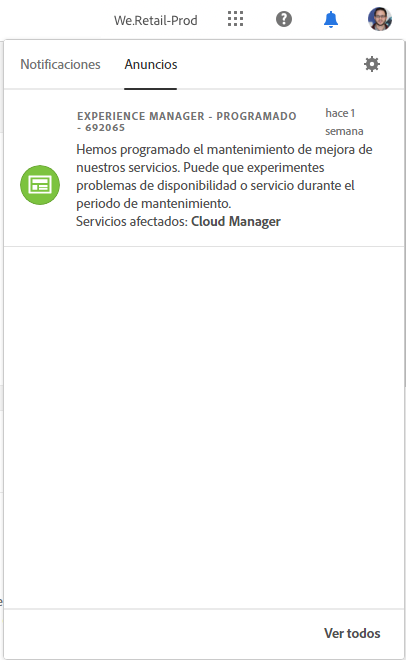 We.Retail-Prod
Notificaciones Anuncios
EXPERIENCE MANAGER - PROGRAMADO
- 692065
hace 1
semana
Hemos programado el mantenimiento de mejora de
nuestros servicios. Puede que experimentes
problemas de disponibilidad o servicio durante el
periodo de mantenimiento.
Servicios afectados: Cloud Manager
e
Ver todos